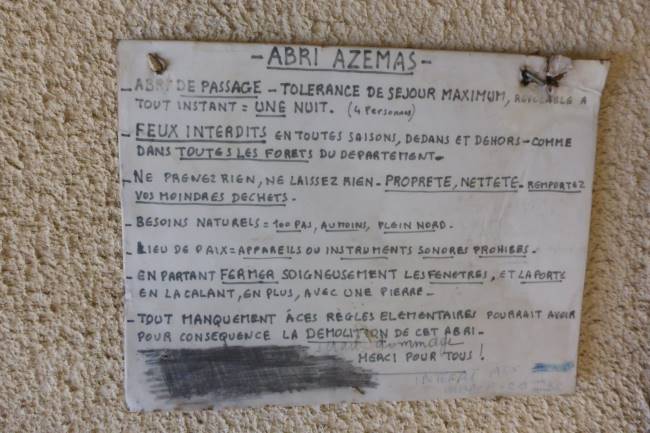 - ABRI AZEMAS -
- ABRI DE PASSAGE - TOLERANCE DE SEJOUR MAXIMUM, REVOCABLE A
TOUT INSTANT = UNE NUIT. (4 Personnes)
- FEUX INTERDITS EN TOUTES SAISONS, DEDANS ET DEHORS - COMME
DANS TOUTES LES FORETS DU DEPARTEMENT -
- NE PRENEZ RIEN, NE LAISSEZ RIEN - PROPRETE, NETTETE - REMPORTEZ
VOS MOINDRES DECHETS -
- BESOINS NATURELS = 100 PAS, AU MOINS, PLEIN NORD -
- LIEU DE PAIX = APPAREILS OU INSTRUMENTS SONORES PROHIBES -
- EN PARTANT FERMER SOIGNEUSEMENT LES FENETRES, ET LA PORTE
EN LA CALANT, EN PLUS, AVEC UNE PIERRE -
- TOUT MANQUEMENT À CES RÈGLES ELEMENTAIRES POURRAIT AVOIR
POUR CONSEQUENCE LA DEMOLITION DE CET ABRI -
dommage
MERCI POUR TOUS !